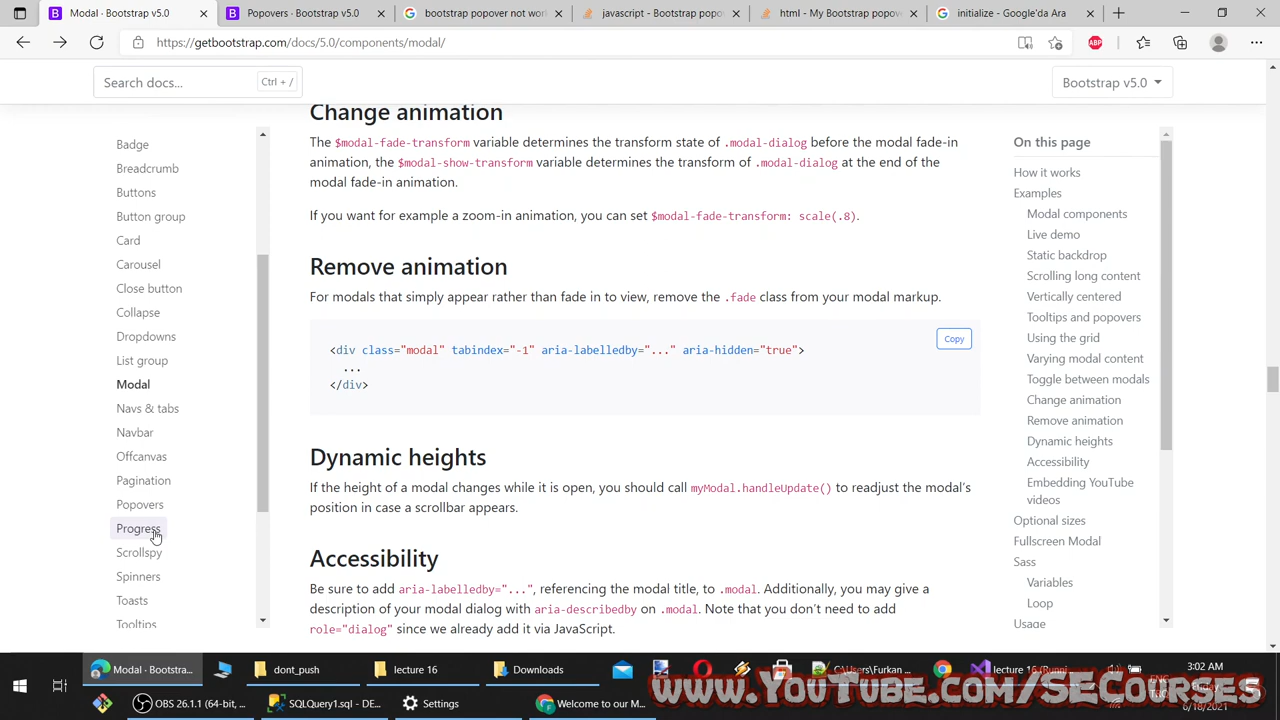 Modal · Bootstrap v5.0
Popovers · Bootstrap v5.0
bootstrap popover not work
javascript - Bootstrap popo
html - My Bootstrap popove
initialize - Google'da Ara
https://getbootstrap.com/docs/5.0/components/modal/
ABP
Search docs...
Ctrl + /
Bootstrap v5.0
Badge
Breadcrumb
Buttons
Button group
Card
Carousel
Close button
Collapse
Dropdowns
List group
Modal
Navs & tabs
Navbar
Offcanvas
Pagination
Popovers
Progress
Scrollspy
Spinners
Toasts
Tooltips
Change animation
The $modal-fade-transform variable determines the transform state of .modal-dialog before the modal fade-in
animation, the $modal-show-transform variable determines the transform of .modal-dialog at the end of the
modal fade-in animation.
If you want for example a zoom-in animation, you can set $modal-fade-transform: scale(.8).
Remove animation
For modals that simply appear rather than fade in to view, remove the .fade class from your modal markup.
Copy
<div class="modal" tabindex="-1" aria-labelledby="..." aria-hidden="true">
...
</div>
Dynamic heights
If the height of a modal changes while it is open, you should call myModal.handleUpdate() to readjust the modal's
position in case a scrollbar appears.
Accessibility
Be sure to add aria-labelledby="...", referencing the modal title, to .modal. Additionally, you may give a
description of your modal dialog with aria-describedby on .modal. Note that you don't need to add
role="dialog" since we already add it via JavaScript.
On this page
How it works
Examples
Modal components
Live demo
Static backdrop
Scrolling long content
Vertically centered
Tooltips and popovers
Using the grid
Varying modal content
Toggle between modals
Change animation
Remove animation
Dynamic heights
Accessibility
Embedding YouTube
videos
Optional sizes
Fullscreen Modal
Sass
Variables
Loop
Usage
Modal · Bootstra...
dont_push
lecture 16
Downloads
C:\Users\Furkan ...
lecture 16 (Runni...
3:02 AM
Friday
6/18/2021
OBS 26.1.1 (64-bit, ...
SQLQuery1.sql - DE...
Settings
Welcome to our M...
www.YouTube.com/SECourses